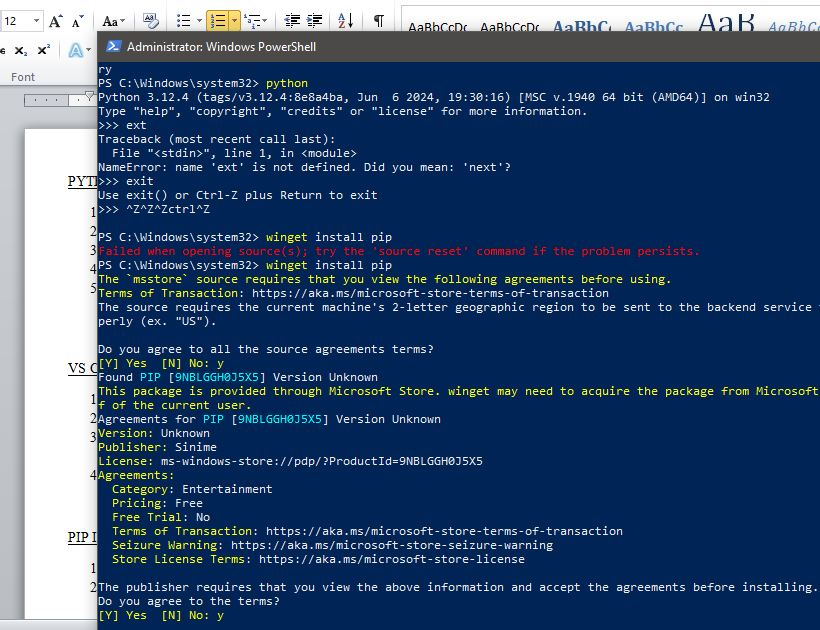 12
Aa
AaBbCcDc
AaBbCcDc
AaBbC
AaBbCc
AaB
AaBbCc
Font
Administrator: Windows PowerShell
ry
PS C:\Windows\system32> python
Python 3.12.4 (tags/v3.12.4:8e8a4ba, Jun  6 2024, 19:30:16) [MSC v.1940 64 bit (AMD64)] on win32
Type "help", "copyright", "credits" or "license" for more information.
>>> ext
Traceback (most recent call last):
  File "<stdin>", line 1, in <module>
NameError: name 'ext' is not defined. Did you mean: 'next'?
>>> exit
Use exit() or Ctrl-Z plus Return to exit
>>> ^Z^Z^Zctrl^Z
PS C:\Windows\system32> winget install pip
Failed when opening source(s); try the 'source reset' command if the problem persists.
PS C:\Windows\system32> winget install pip
The `msstore` source requires that you view the following agreements before using.
Terms of Transaction: https://aka.ms/microsoft-store-terms-of-transaction
The source requires the current machine's 2-letter geographic region to be sent to the backend service
perly (ex. "US").
Do you agree to all the source agreements terms?
[Y] Yes  [N] No: y
Found PIP [9NBLGGH0J5X5] Version Unknown
This package is provided through Microsoft Store. winget may need to acquire the package from Microsoft
f of the current user.
Agreements for PIP [9NBLGGH0J5X5] Version Unknown
Version: Unknown
Publisher: Sinime
License: ms-windows-store://pdp/?ProductId=9NBLGGH0J5X5
Agreements:
  Category: Entertainment
  Pricing: Free
  Free Trial: No
  Terms of Transaction: https://aka.ms/microsoft-store-terms-of-transaction
  Seizure Warning: https://aka.ms/microsoft-store-seizure-warning
  Store License Terms: https://aka.ms/microsoft-store-license
The publisher requires that you view the above information and accept the agreements before installing.
Do you agree to the terms?
[Y] Yes  [N] No: y
PYT
1
2
3
4
5
VS C
1
2
3
4
PIP I
1
2